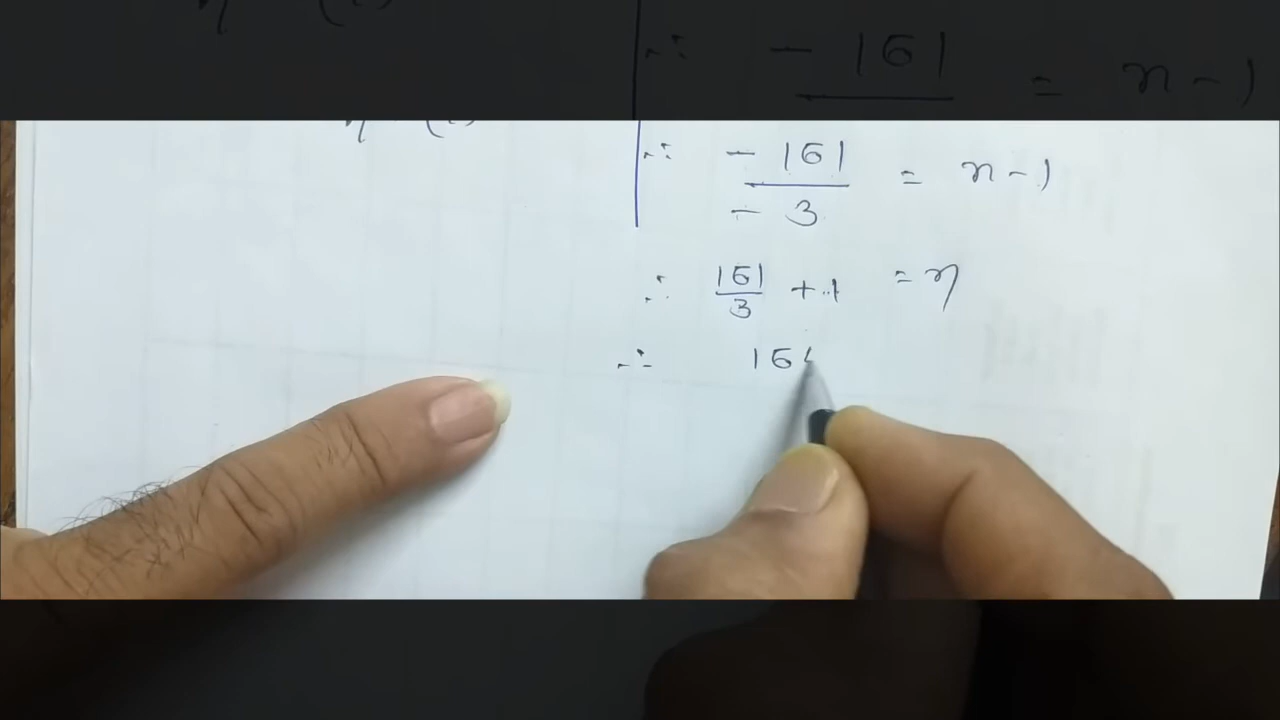 ∴ - 161 = n - 1
∴ - 161 / - 3 = n - 1
∴ 161 / 3 + 1 = n
∴ 161